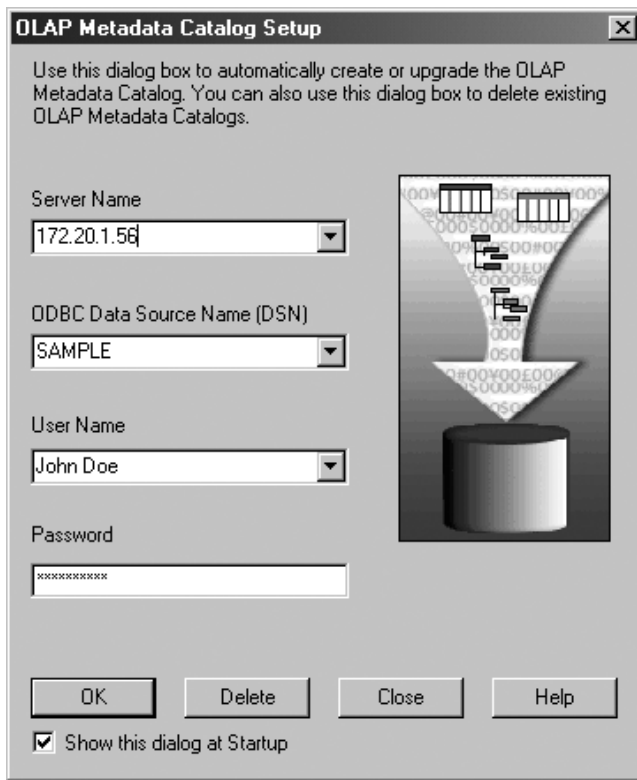 OLAP Metadata Catalog Setup
Use this dialog box to automatically create or upgrade the OLAP
Metadata Catalog. You can also use this dialog box to delete existing
OLAP Metadata Catalogs.
Server Name
172.20.1.56
ODBC Data Source Name (DSN)
SAMPLE
User Name
John Doe
Password
**********
OK
Delete
Close
Help
Show this dialog at Startup